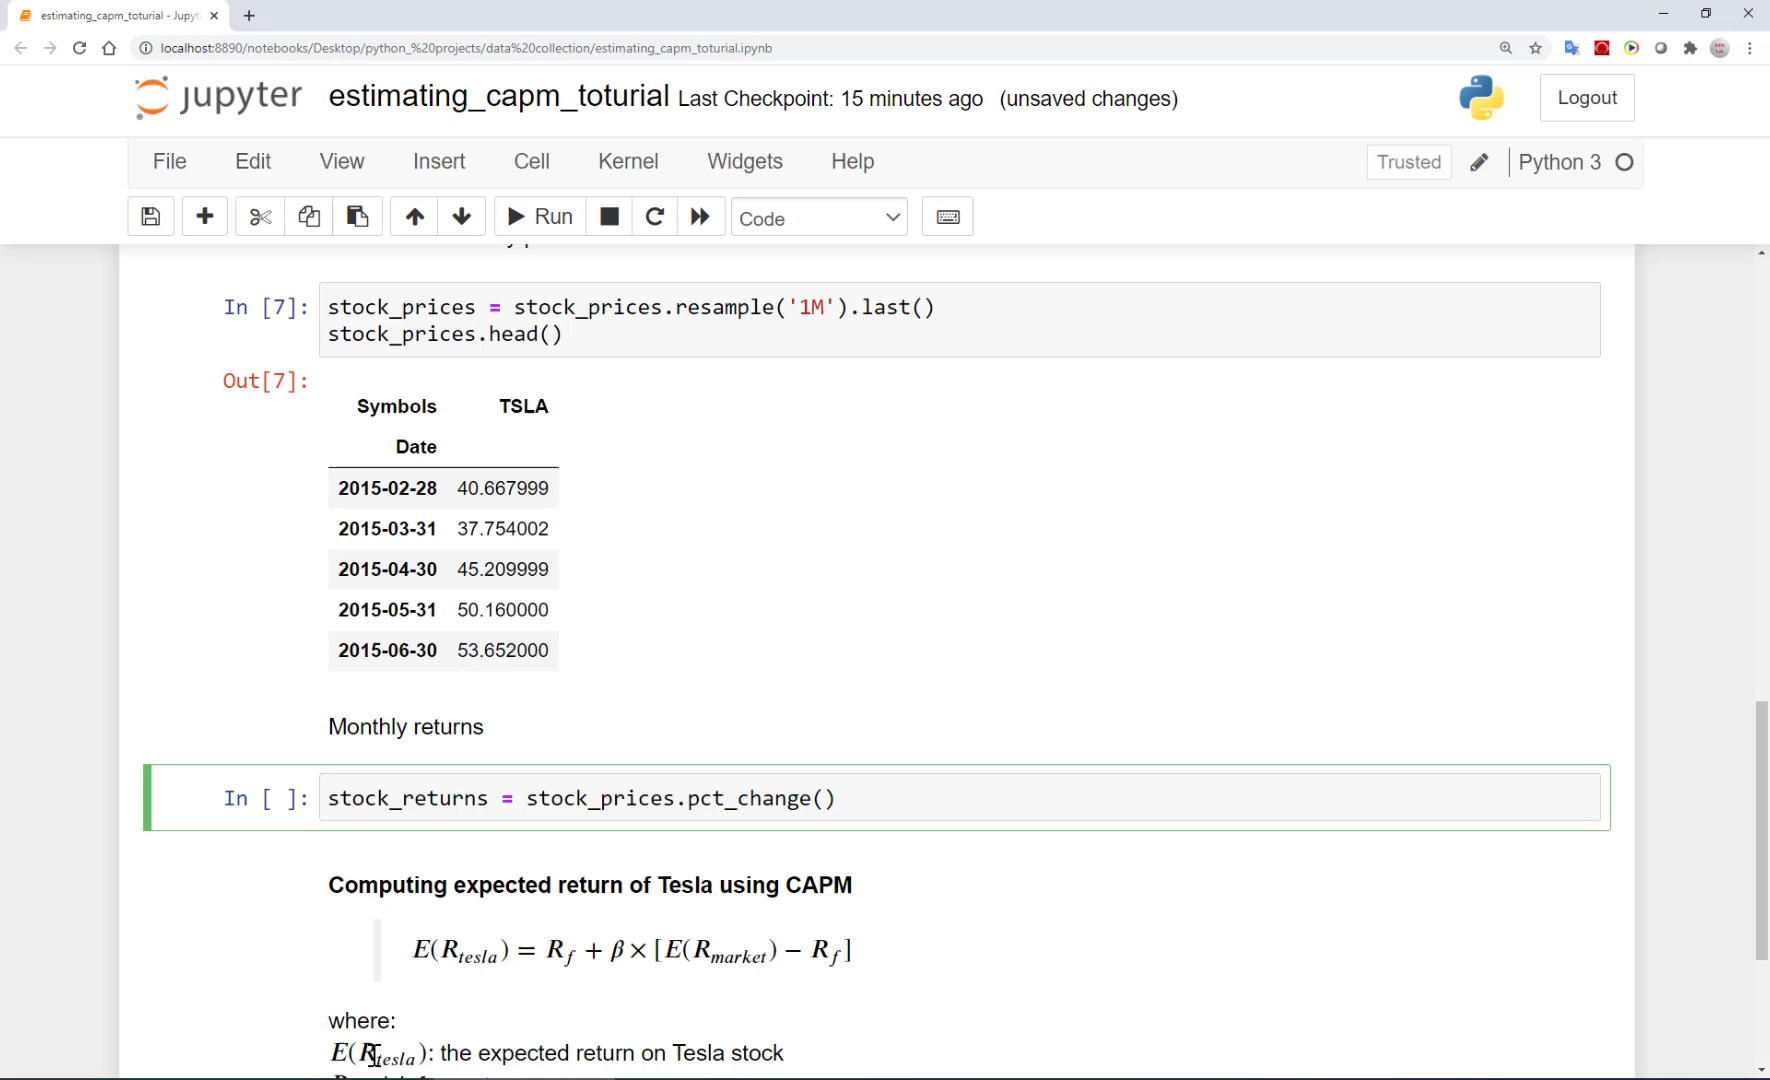 estimating_capm_toturial - Jupyt
localhost:8890/notebooks/Desktop/python_%20projects/data%20collection/estimating_capm_toturial.ipynb
jupyter estimating_capm_toturial Last Checkpoint: 15 minutes ago (unsaved changes)
Logout
File Edit View Insert Cell Kernel Widgets Help Trusted Python 3
Run Code
In [7]: stock_prices = stock_prices.resample('1M').last()
stock_prices.head()
Out[7]:
Symbols TSLA
Date
2015-02-28 40.667999
2015-03-31 37.754002
2015-04-30 45.209999
2015-05-31 50.160000
2015-06-30 53.652000
Monthly returns
In [ ]: stock_returns = stock_prices.pct_change()
Computing expected return of Tesla using CAPM
E(R_tesla) = R_f + β × [E(R_market) − R_f]
where:
E(R_tesla): the expected return on Tesla stock